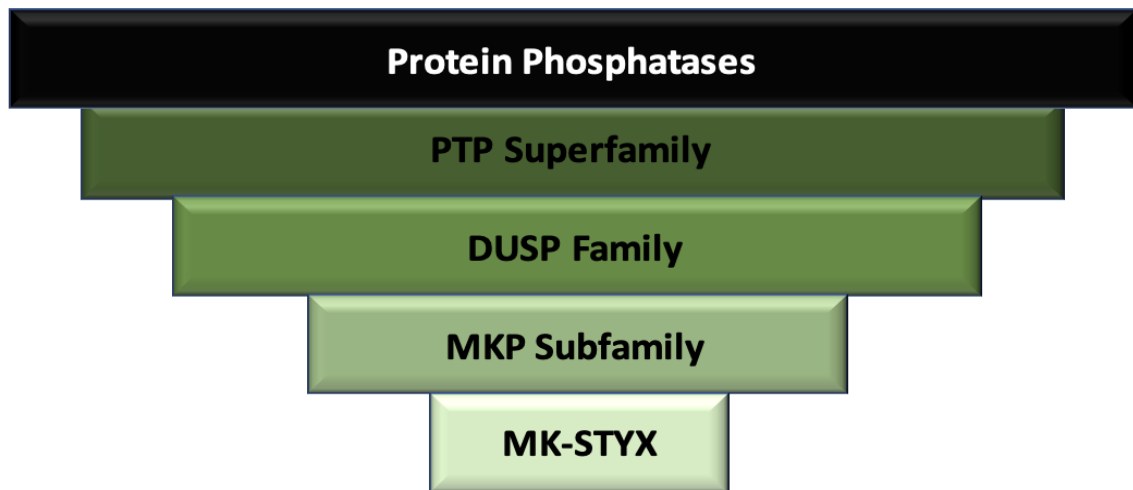 Protein Phosphatases
PTP Superfamily
DUSP Family
MKP Subfamily
MK-STYX